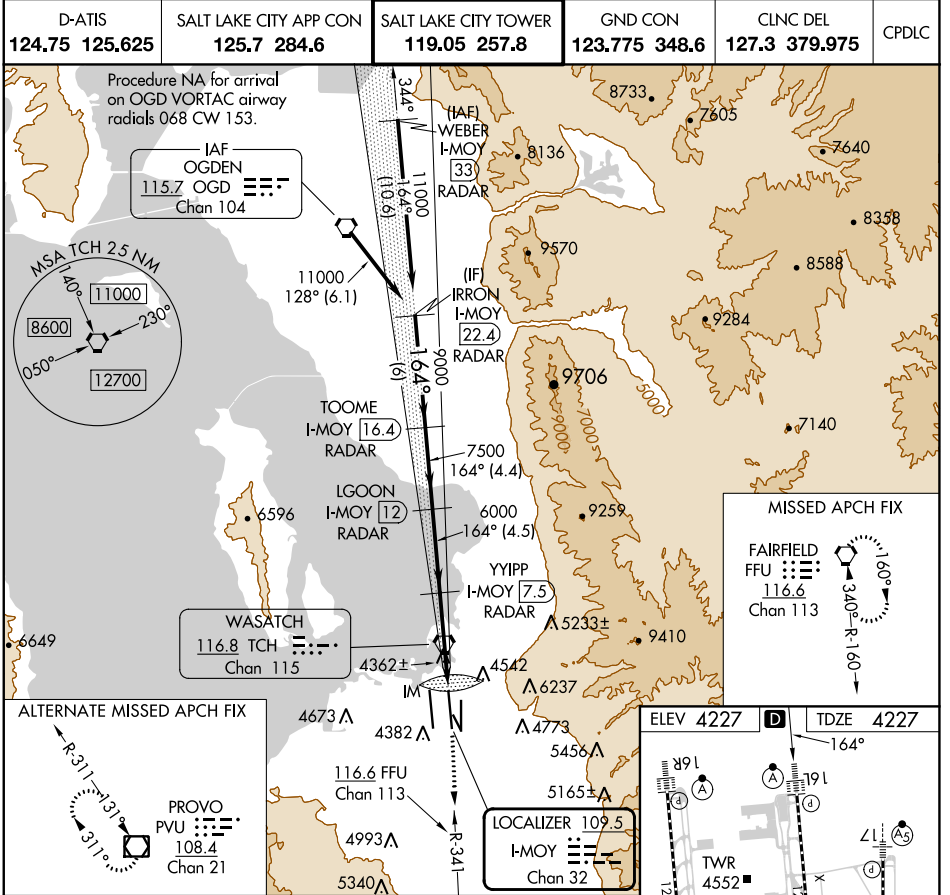 D-ATIS
124.75 125.625
SALT LAKE CITY APP CON
125.7 284.6
SALT LAKE CITY TOWER
119.05 257.8
GND CON
123.775 348.6
CLNC DEL
127.3 379.975
CPDLC
Procedure NA for arrival
on OGD VORTAC airway
radials 068 CW 153.
IAF
OGDEN
115.7 OGD
Chan 104
344°
(IAF)
WEBER
I-MOY
33
RADAR
11000
164°
(10.6)
8733
7605
8136
7640
8358
9570
8588
9284
MSA TCH 25 NM
140°
11000
230°
8600
050°
12700
11000
128° (6.1)
(IF)
IRRON
I-MOY
22.4
RADAR
9000
164°
(6)
9706
5000
7000
9000
7140
TOOME
I-MOY 16.4
RADAR
7500
164° (4.4)
LGOON
I-MOY 12
RADAR
6000
164° (4.5)
6596
9259
YYIPP
I-MOY 7.5
RADAR
MISSED APCH FIX
FAIRFIELD
FFU
116.6
Chan 113
160°
340°
R-160
WASATCH
116.8 TCH
Chan 115
6649
5233±
9410
4362±
4542
IM
6237
4673
4382
4773
5456
5165±
ALTERNATE MISSED APCH FIX
R-311
131°
311°
PROVO
PVU
108.4
Chan 21
116.6 FFU
Chan 113
R-341
4993
5340
LOCALIZER 109.5
I-MOY
Chan 32
ELEV 4227
D
TDZE 4227
164°
16R
A
P
A
16L
P
17
A5
P
TWR
4552
X
12
12
12